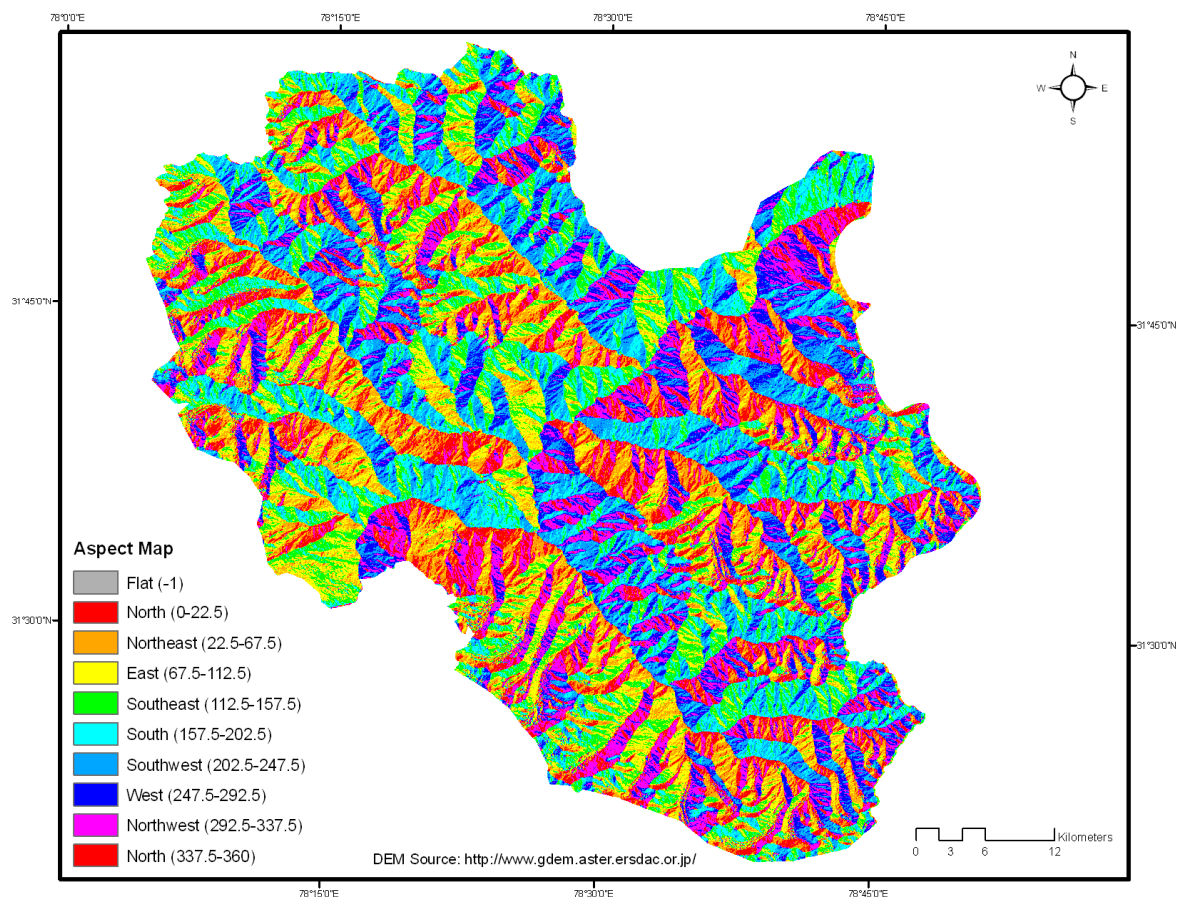 78°0'0"E
78°15'0"E
78°30'0"E
78°45'0"E
N
W
E
S
31°45'0"N
31°45'0"N
31°30'0"N
31°30'0"N
Aspect Map
Flat (-1)
North (0-22.5)
Northeast (22.5-67.5)
East (67.5-112.5)
Southeast (112.5-157.5)
South (157.5-202.5)
Southwest (202.5-247.5)
West (247.5-292.5)
Northwest (292.5-337.5)
North (337.5-360)
DEM Source: http://www.gdem.aster.ersdac.or.jp/
Kilometers
0 3 6 12
78°15'0"E
78°30'0"E
78°45'0"E